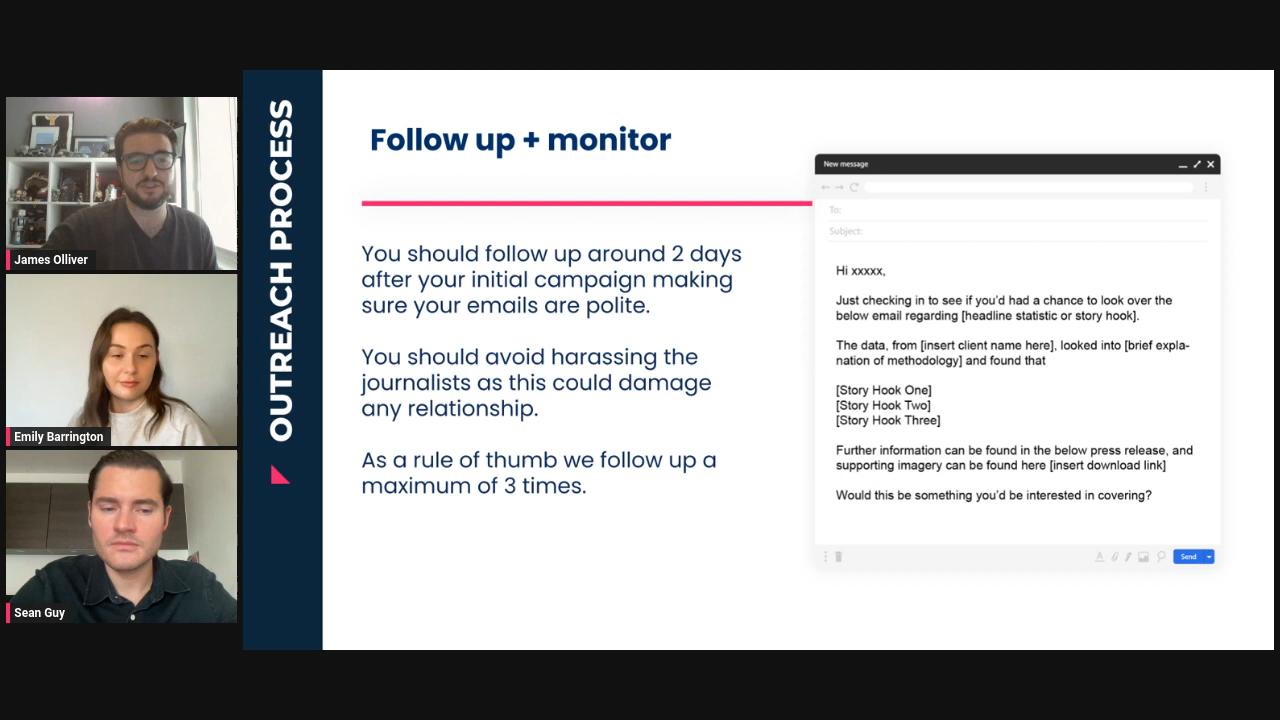 James Olliver
Emily Barrington
Sean Guy
OUTREACH PROCESS
Follow up + monitor
You should follow up around 2 days
after your initial campaign making
sure your emails are polite.
You should avoid harassing the
journalists as this could damage
any relationship.
As a rule of thumb we follow up a
maximum of 3 times.
New message
To:
Subject:
Hi xxxxx,
Just checking in to see if you'd had a chance to look over the
below email regarding [headline statistic or story hook].
The data, from [insert client name here], looked into [brief expla-
nation of methodology] and found that
[Story Hook One]
[Story Hook Two]
[Story Hook Three]
Further information can be found in the below press release, and
supporting imagery can be found here [insert download link]
Would this be something you'd be interested in covering?
Send